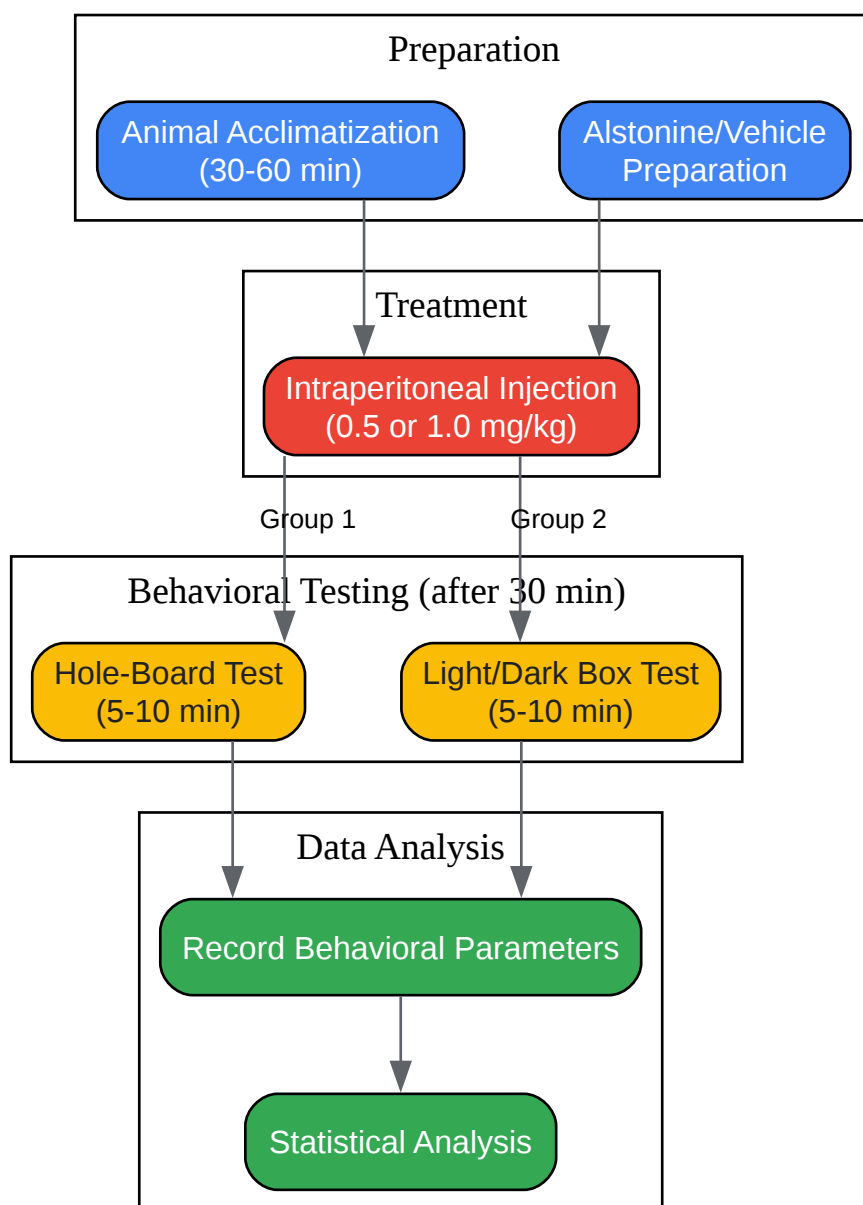 Preparation
Animal Acclimatization
(30-60 min)
Alstonine/Vehicle
Preparation
Treatment
Intraperitoneal Injection
(0.5 or 1.0 mg/kg)
Group 1
Group 2
Behavioral Testing (after 30 min)
Hole-Board Test
(5-10 min)
Light/Dark Box Test
(5-10 min)
Data Analysis
Record Behavioral Parameters
Statistical Analysis